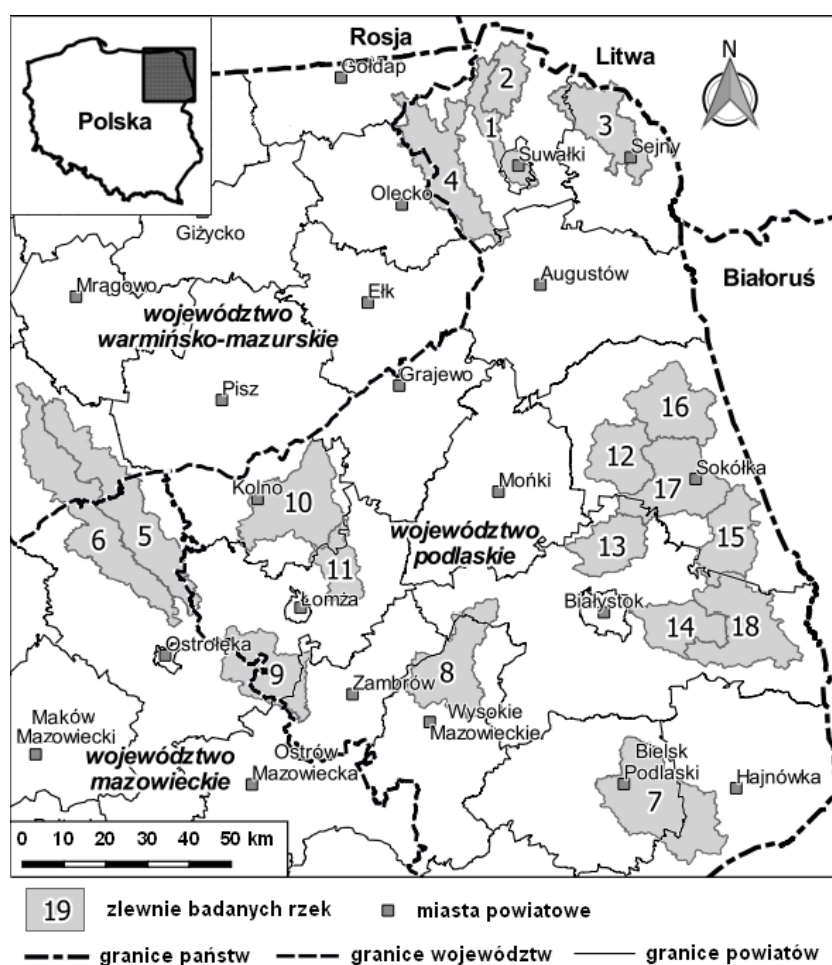 Rosja
Litwa
Gołdap
N
Polska
2
1
3
Suwałki
Sejny
4
Olecko
Giżycko
Augustów
Białoruś
Mrągowo
Ełk
województwo
warmińsko-mazurskie
Grajewo
Pisz
16
12
Sokółka
17
Kolno
10
Mońki
województwo
podlaskie
5
6
13
15
11
Łomża
Białystok
14
18
Ostrołęka
9
8
Zambrów
Wysokie
Mazowieckie
Maków
Mazowiecki
województwo
mazowieckie
Ostrów
Mazowiecka
Bielsk
Podlaski
7
Hajnówka
0 10 20 30 40 50 km
19 zlewnie badanych rzek
miasta powiatowe
granice państw
granice województw
granice powiatów